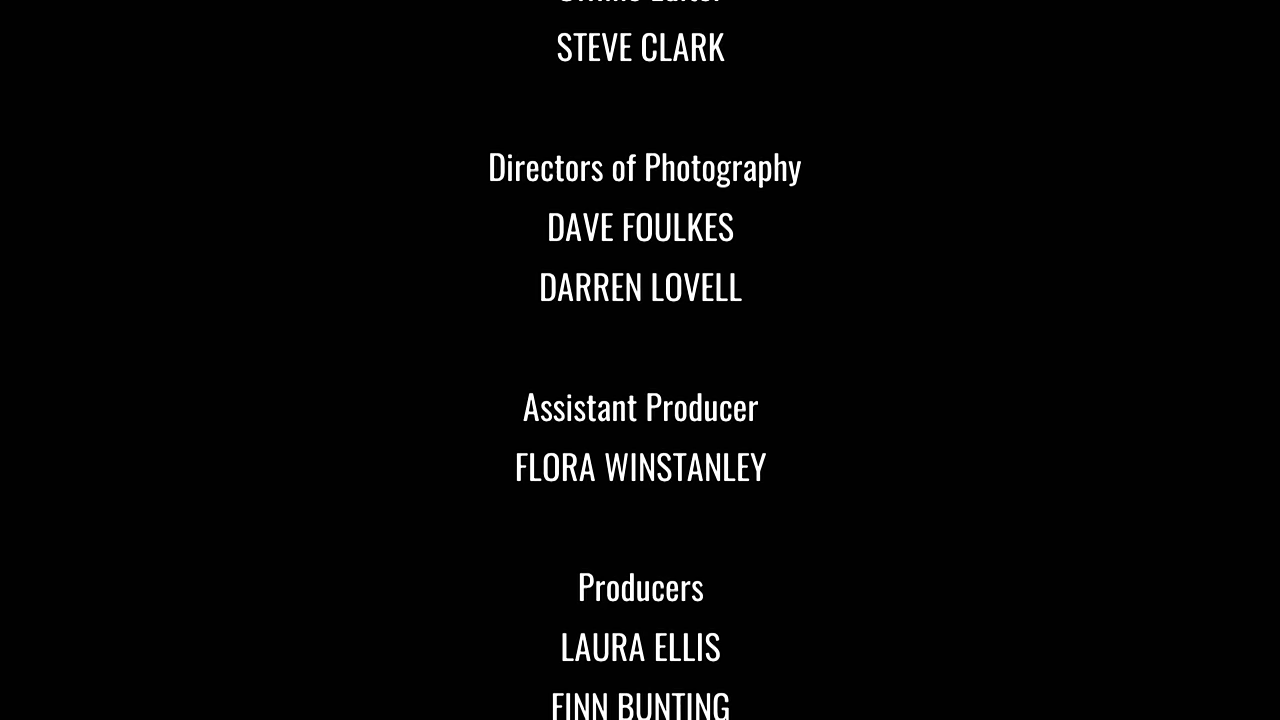 STEVE CLARK
Directors of Photography
DAVE FOULKES
DARREN LOVELL
Assistant Producer
FLORA WINSTANLEY
Producers
LAURA ELLIS
FINN BUNTING